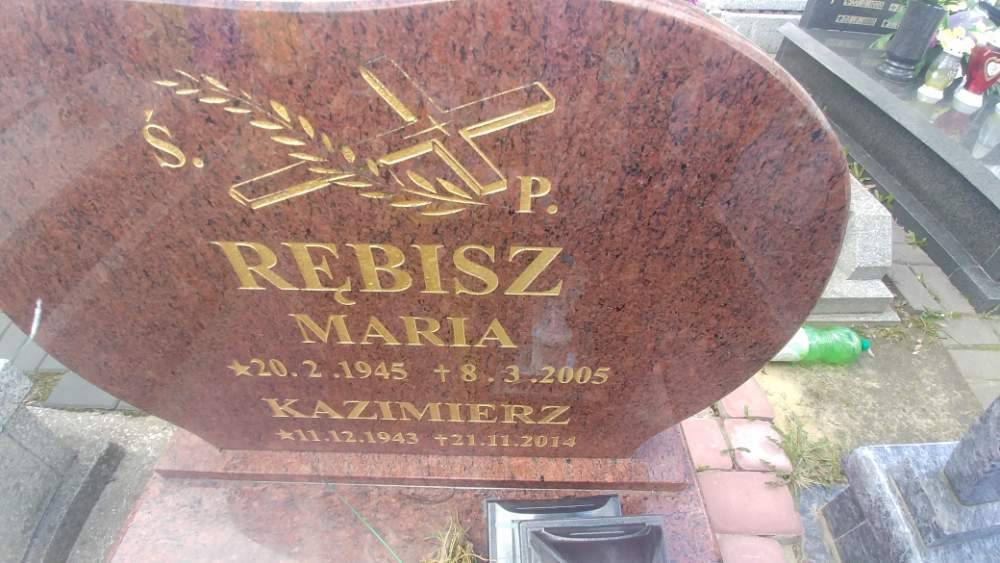 Ś. P.
RĘBISZ
MARIA
★20.2.1945 +8.3.2005
KAZIMIERZ
★11.12.1943 +21.11.2014